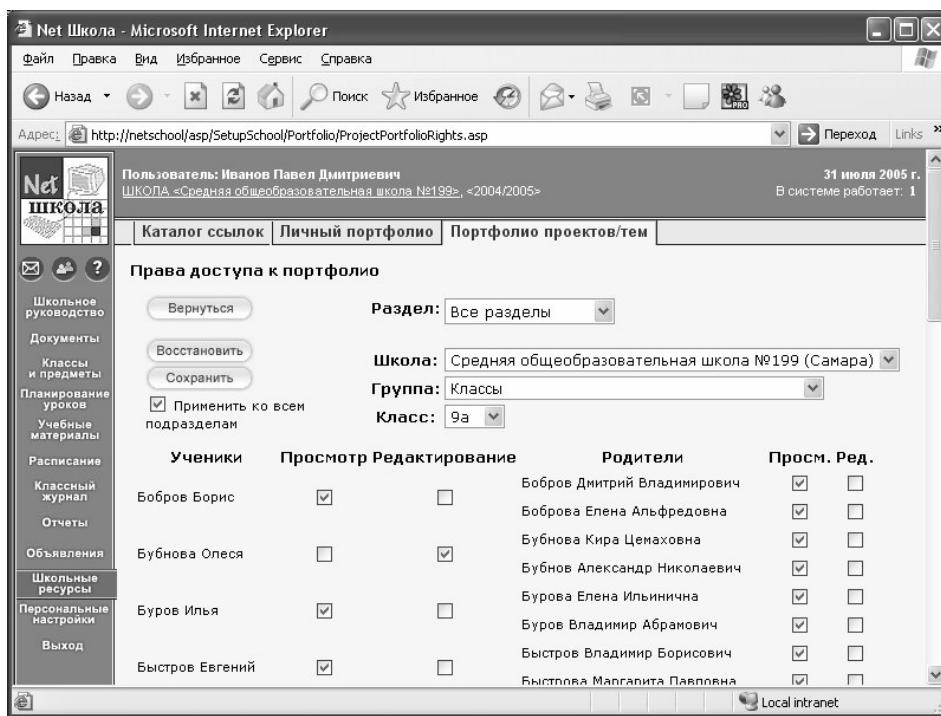 Net Школа - Microsoft Internet Explorer
Файл Правка Вид Избранное Сервис Справка
Назад Поиск Избранное PRO
Адрес: http://netschool/asp/SetupSchool/Portfolio/ProjectPortfolioRights.asp Переход Links »
Net
школа
Пользователь: Иванов Павел Дмитриевич 31 июля 2005 г.
ШКОЛА <Средняя общеобразовательная школа №199>, <2004/2005> В системе работает: 1
Каталог ссылок Личный портфолио Портфолио проектов/тем
?
Школьное
руководство
Документы
Классы
и предметы
Планирование
уроков
Учебные
материалы
Расписание
Классный
журнал
Отчеты
Объявления
Школьные
ресурсы
Персональные
настройки
Выход
Права доступа к портфолио
Вернуться Раздел: Все разделы
Восстановить Школа: Средняя общеобразовательная школа №199 (Самара)
Сохранить Группа: Классы
Применить ко всем Класс: 9а
подразделам
Ученики Просмотр Редактирование Родители Просм. Ред.
Бобров Борис Бобров Дмитрий Владимирович
Боброва Елена Альфредовна
Бубнова Олеся Бубнова Кира Цемаховна
Бубнов Александр Николаевич
Буров Илья Бурова Елена Ильинична
Буров Владимир Абрамович
Быстров Евгений Быстров Владимир Борисович
Быстрова Маргарита Павловна
Local intranet